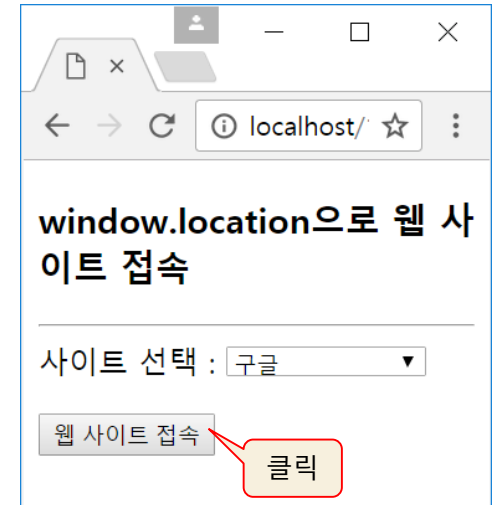 localhost/
window.location으로 웹 사
이트 접속
사이트 선택 : 구글
웹 사이트 접속
클릭